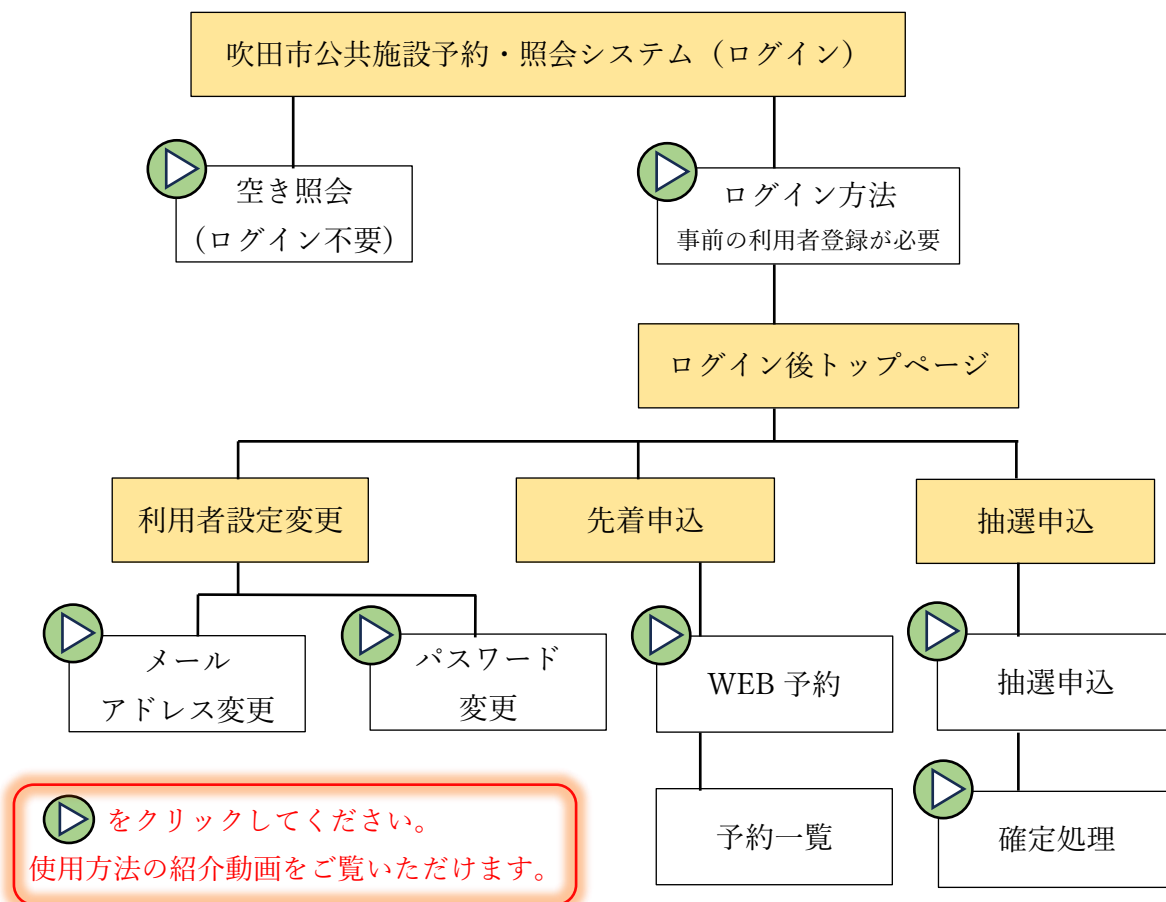 吹田市公共施設予約・照会システム（ログイン）
空き照会
（ログイン不要）
ログイン方法
事前の利用者登録が必要
ログイン後トップページ
利用者設定変更
先着申込
抽選申込
メール
アドレス変更
パスワード
変更
WEB 予約
抽選申込
予約一覧
確定処理
をクリックしてください。
使用方法の紹介動画をご覧いただけます。